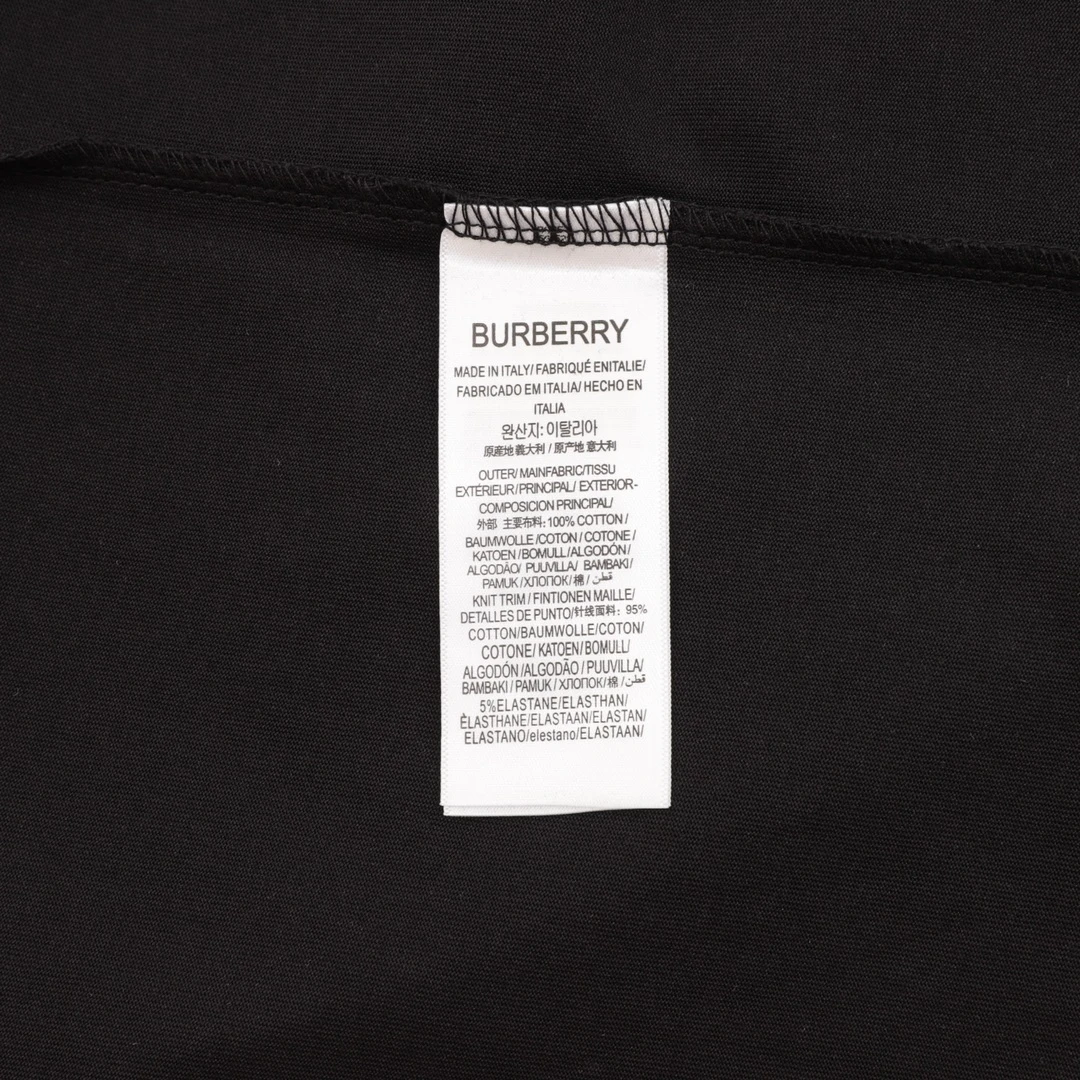 BURBERRY
MADE IN ITALY/ FABRIQUÉ ENITALIE/
FABRICADO EM ITALIA/ HECHO EN
ITALIA
완산지: 이탈리아
原産地義大利 / 原产地 意大利
OUTER/ MAINFABRIC/TISSU
EXTÉRIEUR/PRINCIPAL/ EXTERIOR-
COMPOSICION PRINCIPAL/
外部 主要布料: 100% COTTON /
BAUMWOLLE /COTON / COTONE /
KATOEN /BOMULL /ALGODÓN /
ALGODÃO/ PUUVILLA/ BAMBAKI /
PAMUK /ХЛОПОК/ 棉 / قطن
KNIT TRIM / FINTIONEN MAILLE/
DETALLES DE PUNTO/针线面料: 95%
COTTON/BAUMWOLLE/COTON/
COTONE/ KATOEN/BOMULL/
ALGODÓN /ALGODÃO / PUUVILLA/
BAMBAKI / PAMUK / ХЛОПОК/ 棉 / قطن
5%ELASTANE/ELASTHAN/
ÈLASTHANE/ELASTAAN/ELASTAN/
ELASTANO/elestano/ELASTAAN/